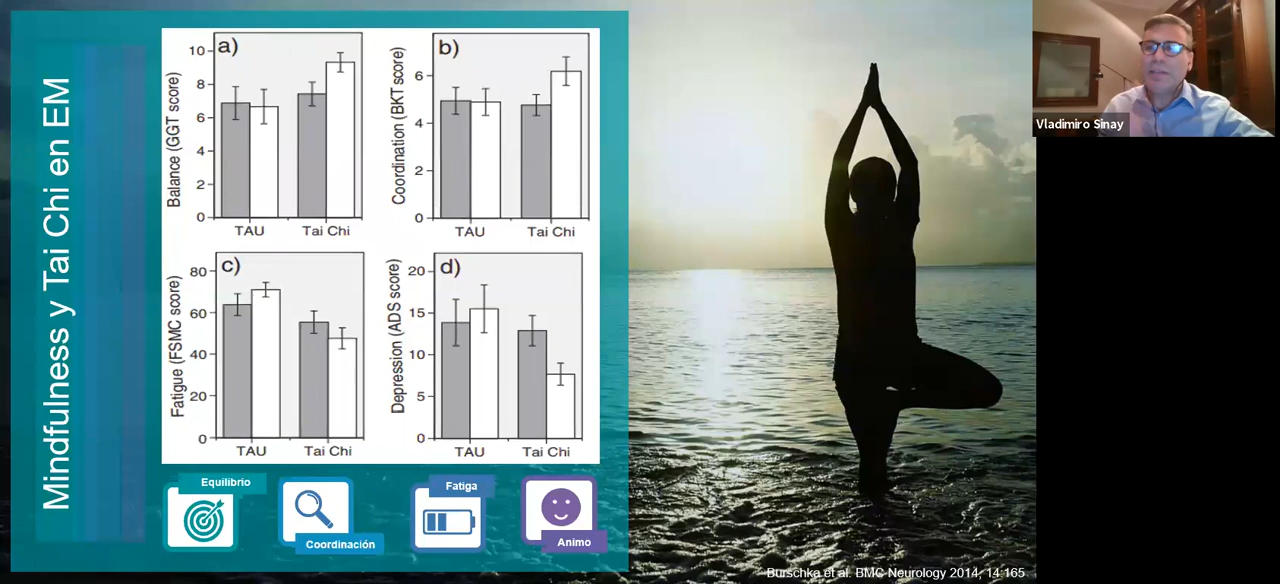 Mindfulness y Tai Chi en EM
a)
Balance (GGT score)
10
8
6
4
2
0
TAU Tai Chi
b)
Coordination (BKT score)
6
4
2
0
TAU Tai Chi
c)
Fatigue (FSMC score)
80
60
40
20
0
TAU Tai Chi
d)
Depression (ADS score)
20
15
10
5
0
TAU Tai Chi
Equilibrio
Coordinación
Fatiga
Animo
Burschka et al. BMC Neurology 2014, 14:165
Vladimiro Sinay